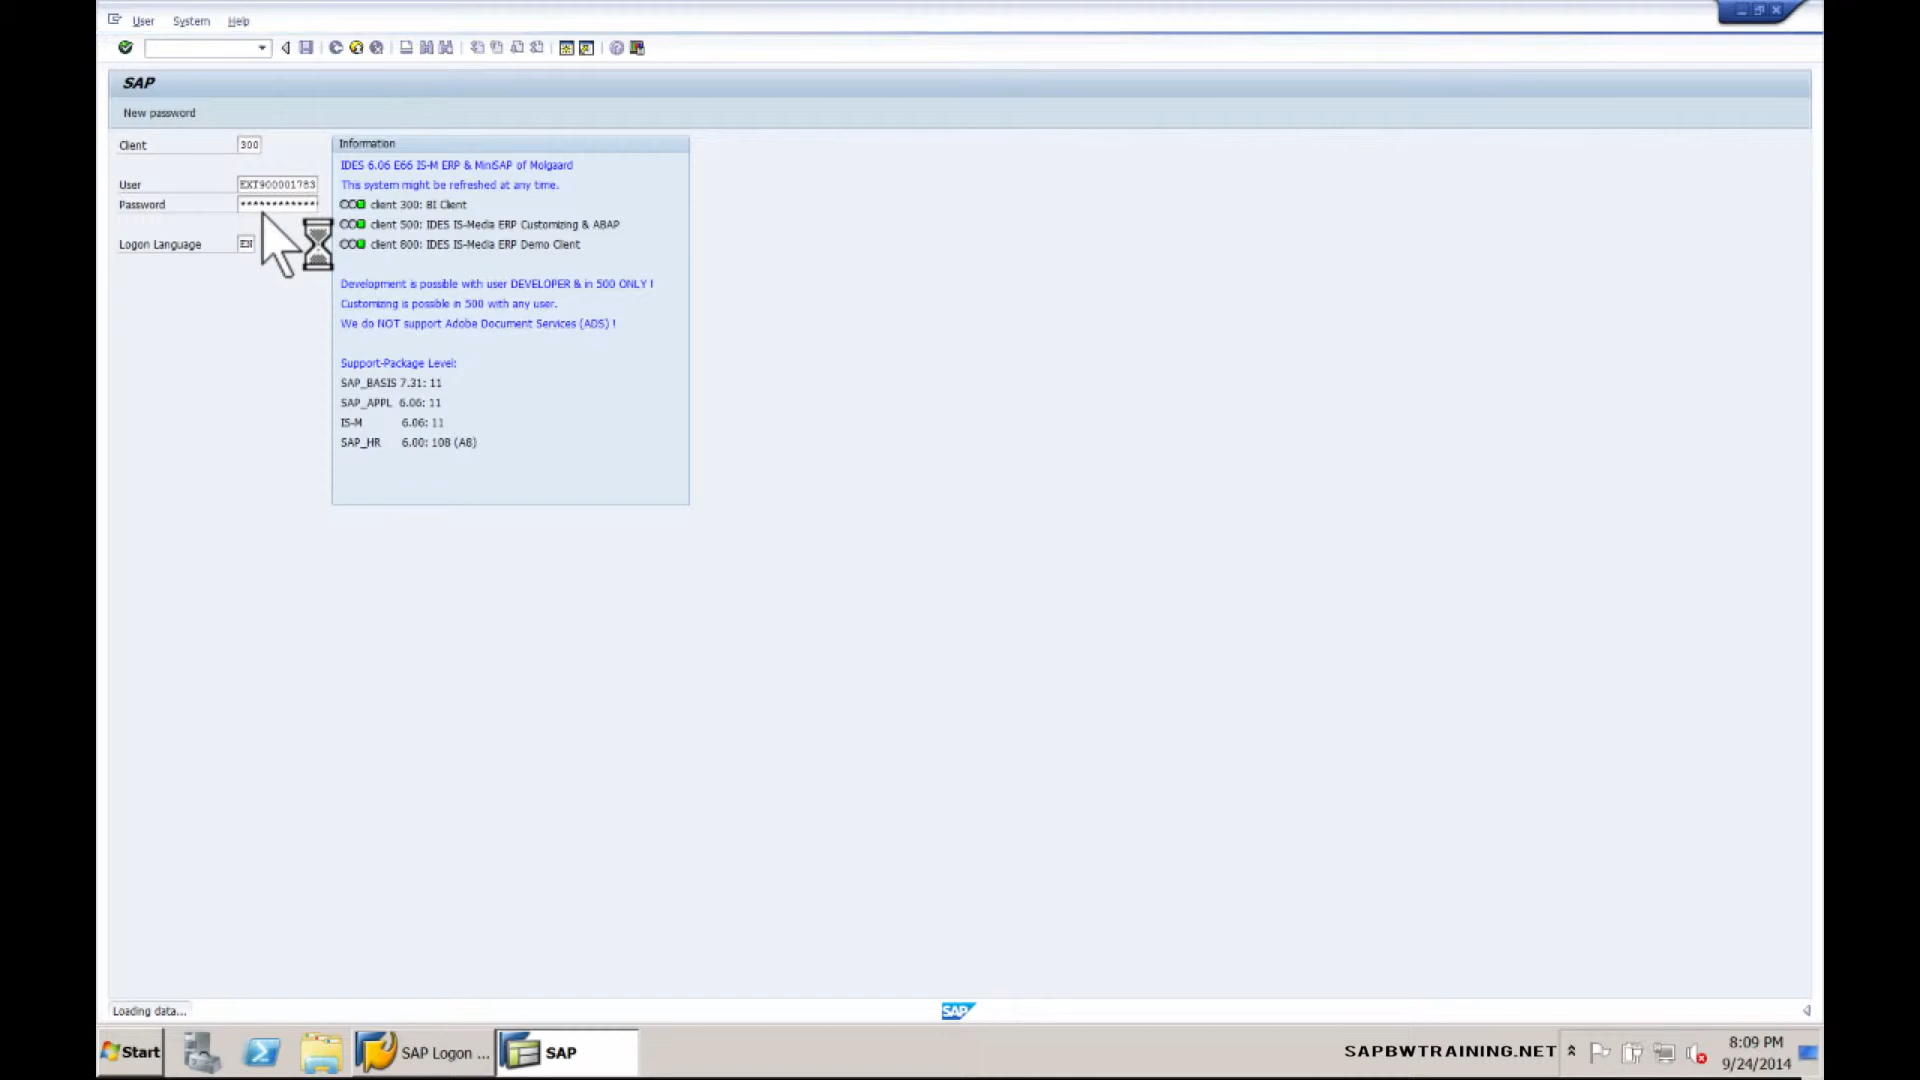 User System Help
SAP
New password
Client 300
User EXT900001783
Password ************
Logon Language EN
Information
IDES 6.06 E66 IS-M ERP & MiniSAP of Molgaard
This system might be refreshed at any time.
client 300: BI Client
client 500: IDES IS-Media ERP Customizing & ABAP
client 800: IDES IS-Media ERP Demo Client
Development is possible with user DEVELOPER & in 500 ONLY !
Customizing is possible in 500 with any user.
We do NOT support Adobe Document Services (ADS) !
Support-Package Level:
SAP_BASIS 7.31: 11
SAP_APPL 6.06: 11
IS-M 6.06: 11
SAP_HR 6.00: 108 (A8)
Loading data...
SAP
Start
SAP Logon ...
SAP
SAPBWTRAINING.NET
8:09 PM
9/24/2014